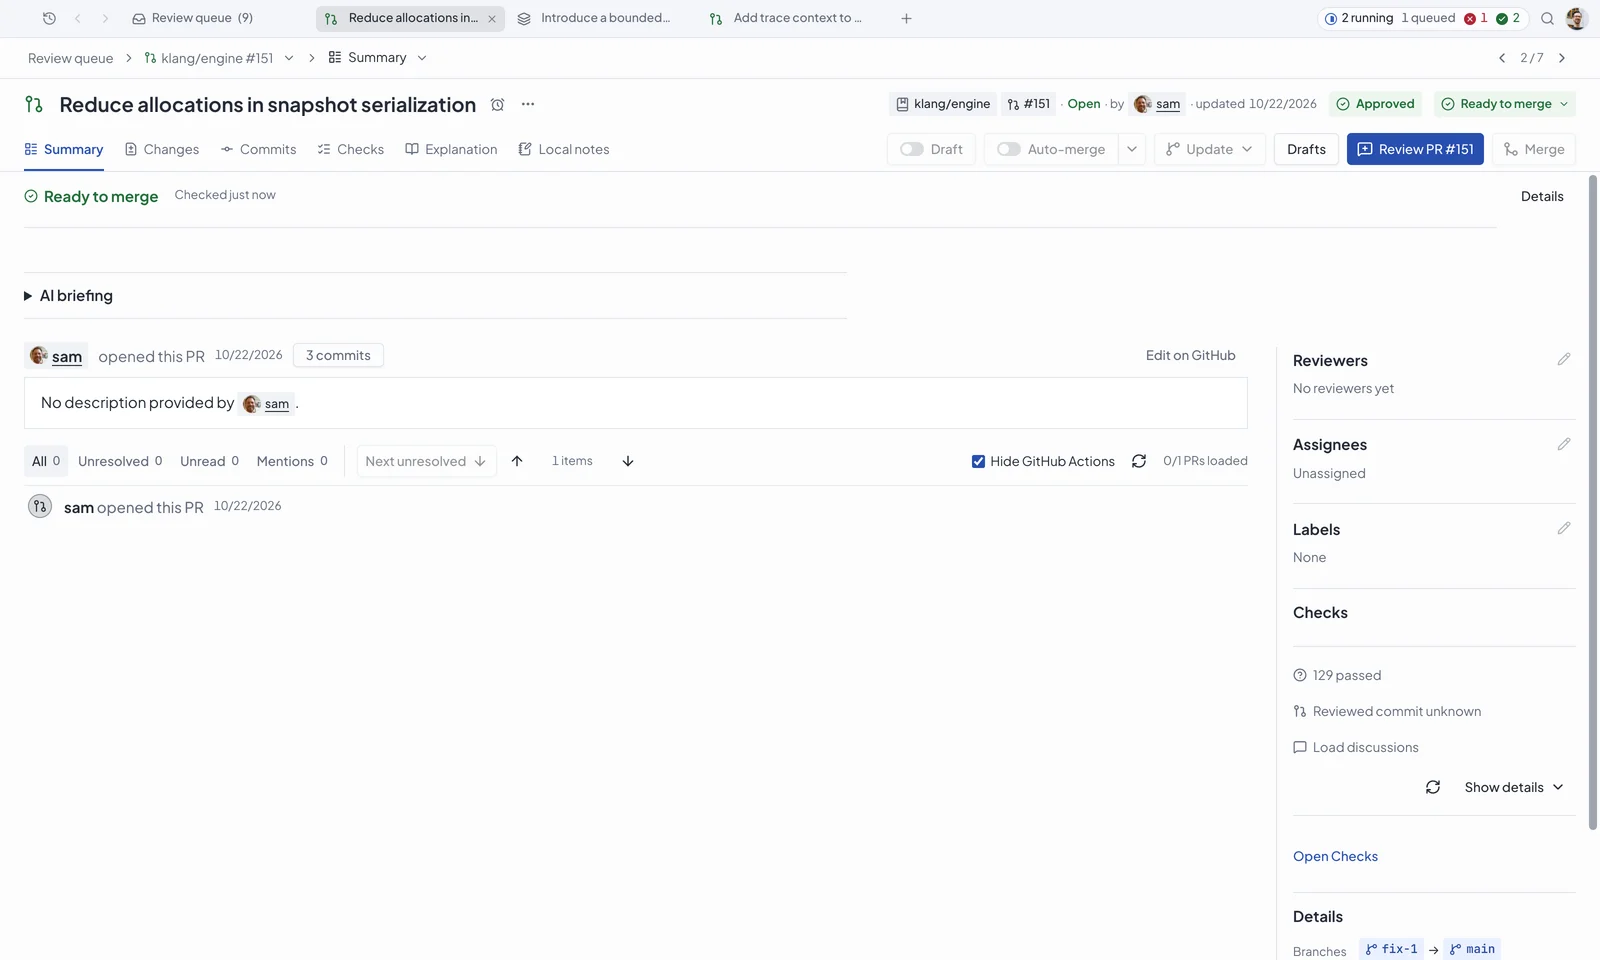 Review queue (9)
Reduce allocations in...
Introduce a bounded...
Add trace context to ...
2 running 1 queued 1 2
Review queue > klang/engine #151 > Summary
2/7
Reduce allocations in snapshot serialization
klang/engine #151 · Open · by sam · updated 10/22/2026 Approved Ready to merge
Summary Changes Commits Checks Explanation Local notes
Draft Auto-merge Update Drafts Review PR #151 Merge
Ready to merge Checked just now
Details
AI briefing
sam opened this PR 10/22/2026 3 commits
Edit on GitHub
No description provided by sam .
All 0 Unresolved 0 Unread 0 Mentions 0 Next unresolved 1 items
Hide GitHub Actions 0/1 PRs loaded
sam opened this PR 10/22/2026
Reviewers
No reviewers yet
Assignees
Unassigned
Labels
None
Checks
129 passed
Reviewed commit unknown
Load discussions
Show details
Open Checks
Details
Branches fix-1 → main